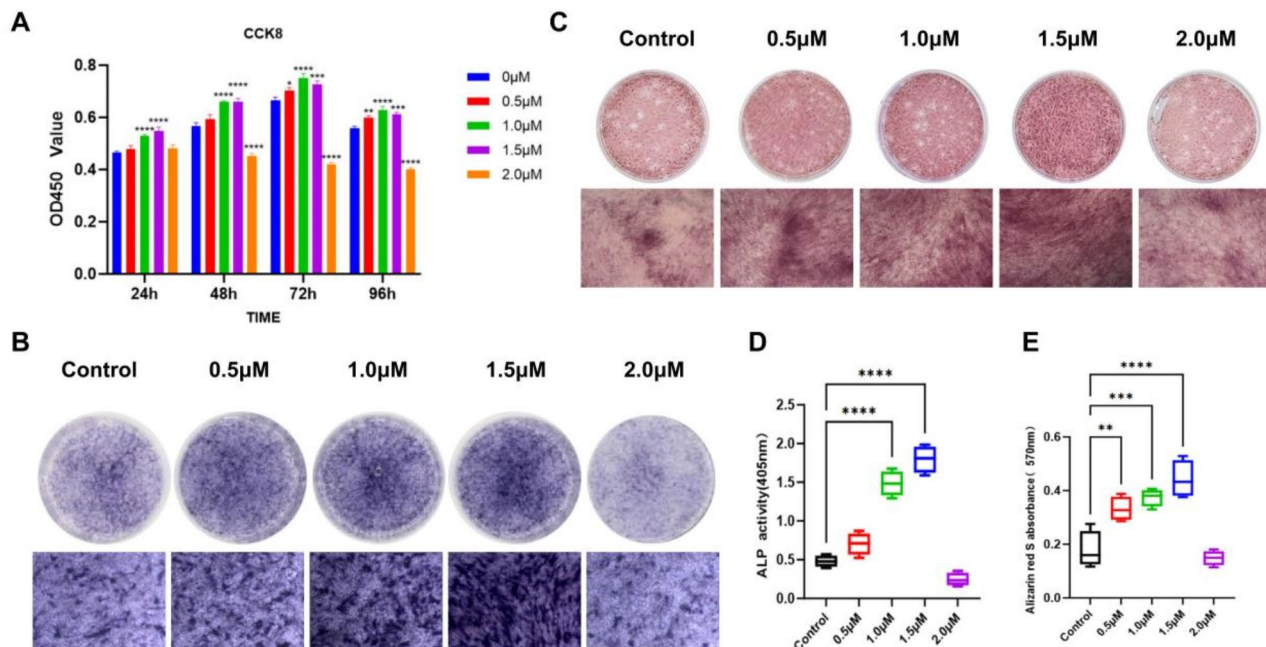 A
CCK8
OD450 Value
0.8
0.6
0.4
0.2
0.0
**** ****
**** **** ****
* **** *** ****
** **** *** ****
24h 48h 72h 96h
TIME
0μM
0.5μM
1.0μM
1.5μM
2.0μM
B
Control 0.5μM 1.0μM 1.5μM 2.0μM
C
Control 0.5μM 1.0μM 1.5μM 2.0μM
D
ALP activity(405nm)
2.5
2.0
1.5
1.0
0.5
0.0
****
****
Control 0.5μM 1.0μM 1.5μM 2.0μM
E
Alizarin red S absorbance( 570nm)
0.6
0.4
0.2
0.0
****
***
**
Control 0.5μM 1.0μM 1.5μM 2.0μM